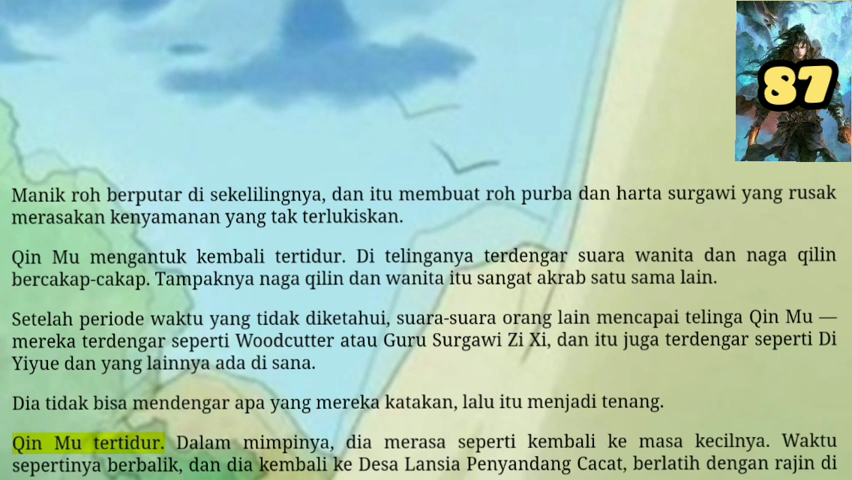 87
Manik roh berputar di sekelilingnya, dan itu membuat roh purba dan harta surgawi yang rusak
merasakan kenyamanan yang tak terlukiskan.
Qin Mu mengantuk kembali tertidur. Di telinganya terdengar suara wanita dan naga qilin
bercakap-cakap. Tampaknya naga qilin dan wanita itu sangat akrab satu sama lain.
Setelah periode waktu yang tidak diketahui, suara-suara orang lain mencapai telinga Qin Mu —
mereka terdengar seperti Woodcutter atau Guru Surgawi Zi Xi, dan itu juga terdengar seperti Di
Yiyue dan yang lainnya ada di sana.
Dia tidak bisa mendengar apa yang mereka katakan, lalu itu menjadi tenang.
Qin Mu tertidur. Dalam mimpinya, dia merasa seperti kembali ke masa kecilnya. Waktu
sepertinya berbalik, dan dia kembali ke Desa Lansia Penyandang Cacat, berlatih dengan rajin di